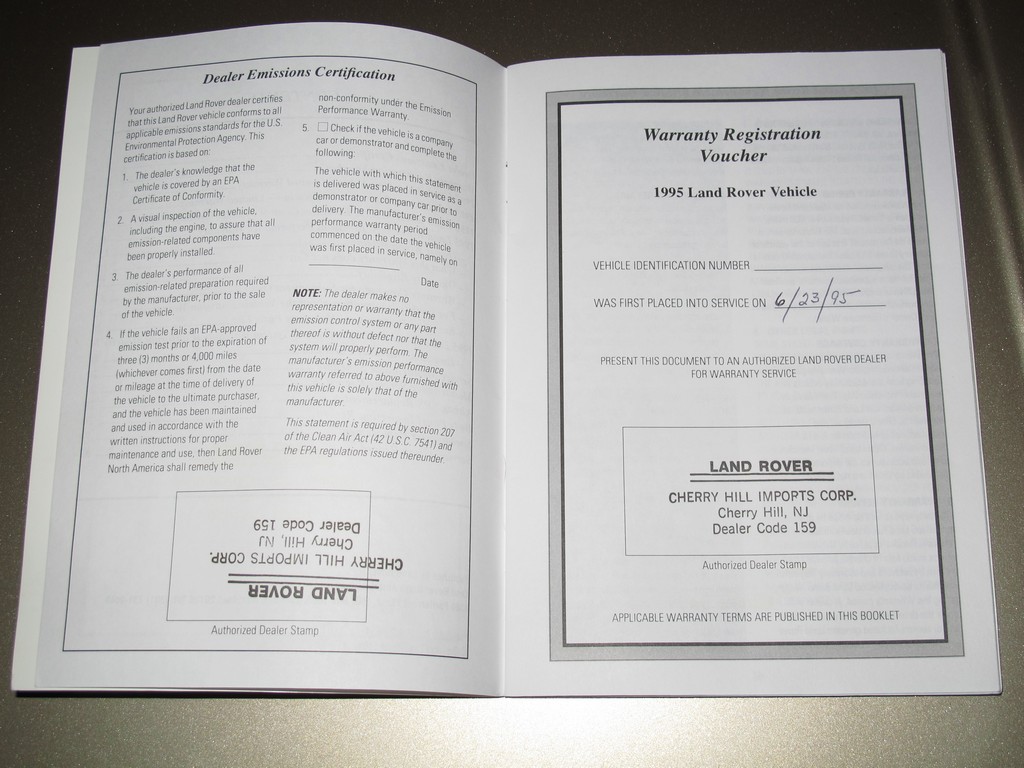 Dealer Emissions Certification
Your authorized Land Rover dealer certifies
that this Land Rover vehicle conforms to all
applicable emissions standards for the U.S.
Environmental Protection Agency. This
certification is based on:
1. The dealer's knowledge that the
vehicle is covered by an EPA
Certificate of Conformity.
2. A visual inspection of the vehicle,
including the engine, to assure that all
emission-related components have
been properly installed.
3. The dealer's performance of all
emission-related preparation required
by the manufacturer, prior to the sale
of the vehicle.
4. If the vehicle fails an EPA-approved
emission test prior to the expiration of
three (3) months or 4,000 miles
(whichever comes first) from the date
or mileage at the time of delivery of
the vehicle to the ultimate purchaser,
and the vehicle has been maintained
and used in accordance with the
written instructions for proper
maintenance and use, then Land Rover
North America shall remedy the
non-conformity under the Emission
Performance Warranty.
5. Check if the vehicle is a company
car or demonstrator and complete the
following:
The vehicle with which this statement
is delivered was placed in service as a
demonstrator or company car prior to
delivery. The manufacturer's emission
performance warranty period
commenced on the date the vehicle
was first placed in service, namely on
Date
NOTE: The dealer makes no
representation or warranty that the
emission control system or any part
thereof is without defect nor that the
system will properly perform. The
manufacturer's emission performance
warranty referred to above furnished with
this vehicle is solely that of the
manufacturer.
This statement is required by section 207
of the Clean Air Act (42 U.S.C. 7541) and
the EPA regulations issued thereunder.
LAND ROVER
CHERRY HILL IMPORTS CORP.
Cherry Hill, NJ
Dealer Code 159
Authorized Dealer Stamp
Warranty Registration
Voucher
1995 Land Rover Vehicle
VEHICLE IDENTIFICATION NUMBER
WAS FIRST PLACED INTO SERVICE ON 6/23/95
PRESENT THIS DOCUMENT TO AN AUTHORIZED LAND ROVER DEALER
FOR WARRANTY SERVICE
LAND ROVER
CHERRY HILL IMPORTS CORP.
Cherry Hill, NJ
Dealer Code 159
Authorized Dealer Stamp
APPLICABLE WARRANTY TERMS ARE PUBLISHED IN THIS BOOKLET